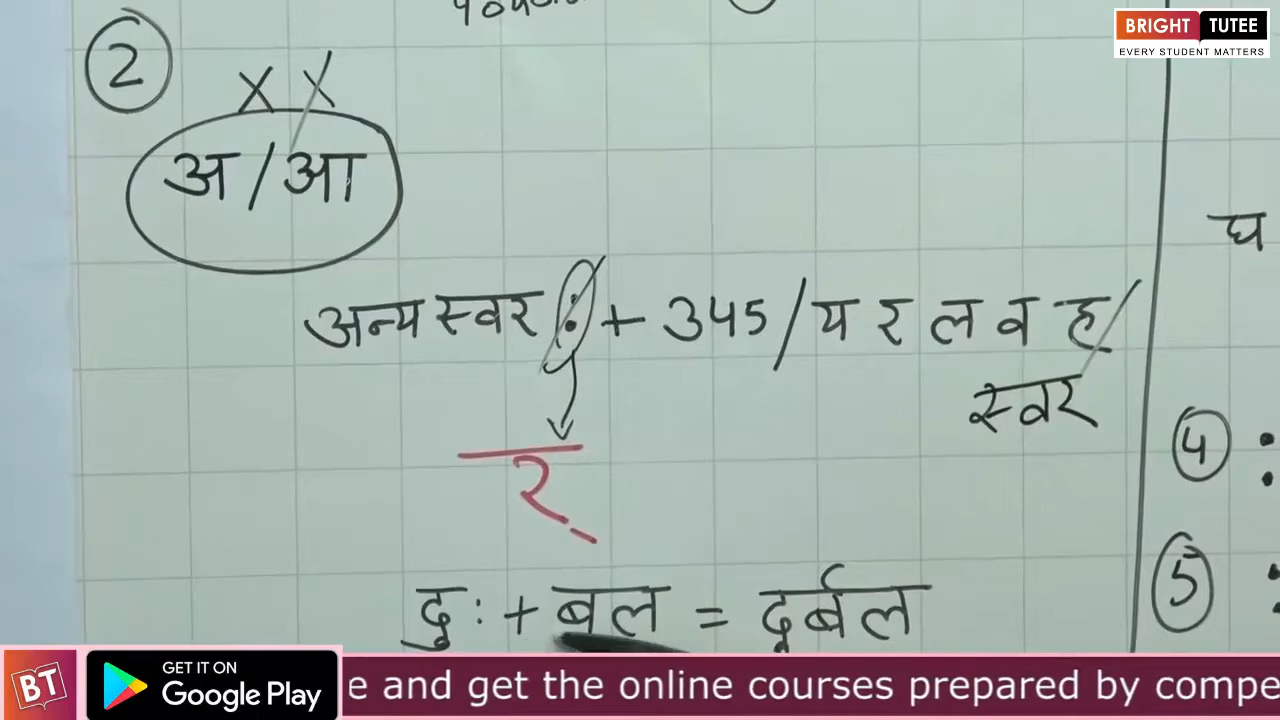 BRIGHT TUTEE
EVERY STUDENT MATTERS
2
X X
अ / आ
अन्य स्वर : + 345 / य र ल व ह /
स्वर
र्
दुः + बल = दुर्बल
घ
4 :
5 :
BT
GET IT ON
Google Play
e and get the online courses prepared by compe